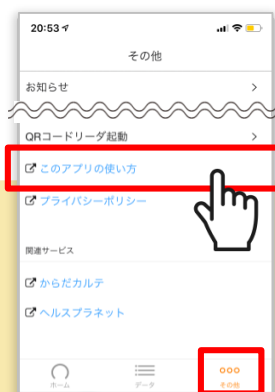 20:53
その他
お知らせ
QRコードリーダ起動
このアプリの使い方
プライバシーポリシー
関連サービス
からだカルテ
ヘルスプラネット
ホーム データ その他